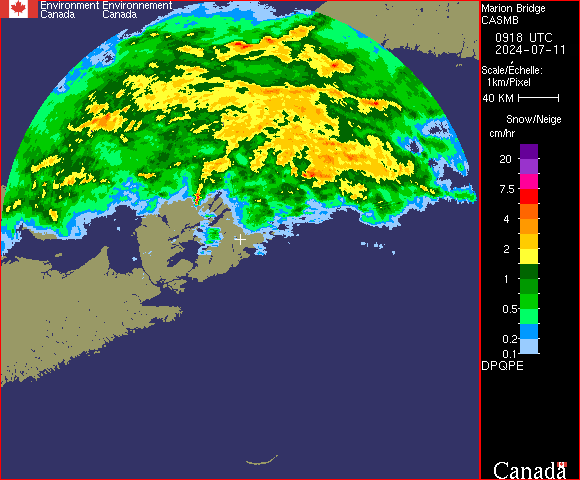 Environment Environnement
Canada Canada
Marion Bridge
CASMB
0918 UTC
2024-07-11
Scale/Échelle:
1km/Pixel
40 KM
Snow/Neige
cm/hr
20
7.5
4
2
1
0.5
0.2
0.1
DPQPE
Canada